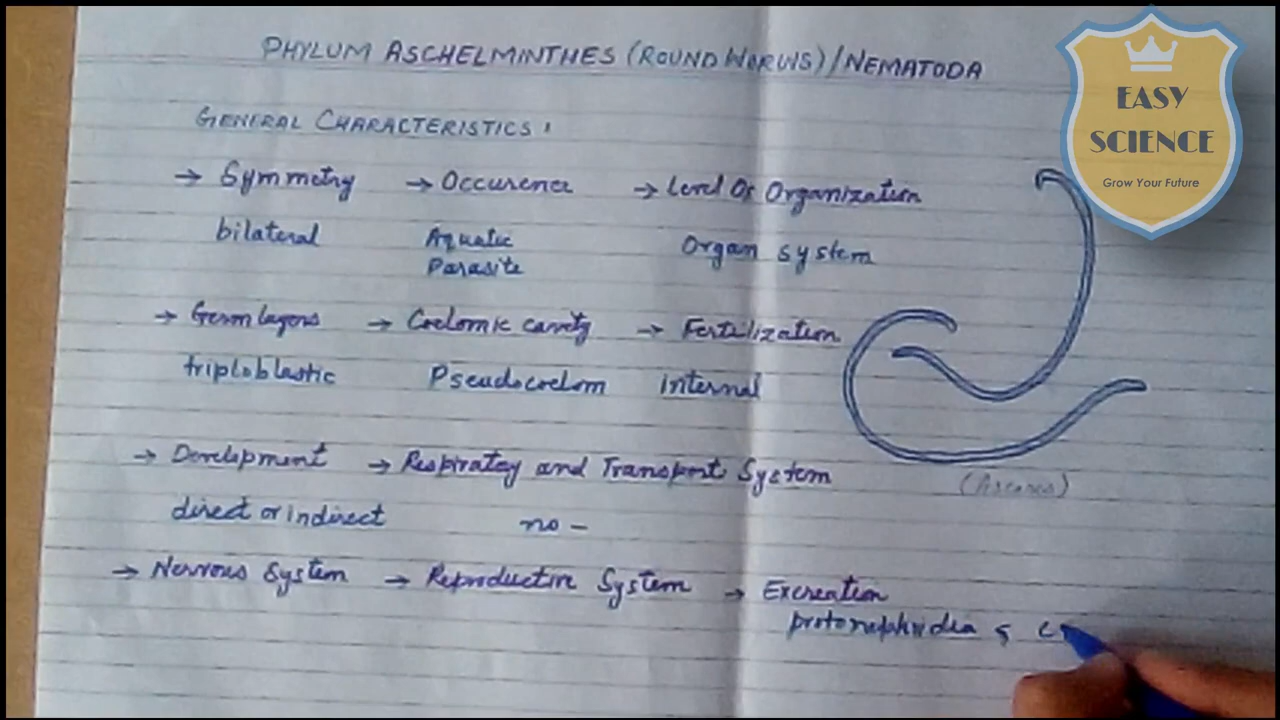 PHYLUM ASCHELMINTHES (ROUND WORWS) / NEMATODA
EASY
SCIENCE
Grow Your Future
GENERAL CHARACTERISTICS:
→ Symmetry → Occurence → Level Of Organization
bilateral Aquatic Organ system
Parasite
→ Germ layers → Coelomic cavity → Fertilization
triploblastic Pseudocoelom internal
→ Development → Respiratory and Transport System
(Ascares)
direct or indirect no –
→ Nervous System → Reproductive System → Excreation
protonephridia &